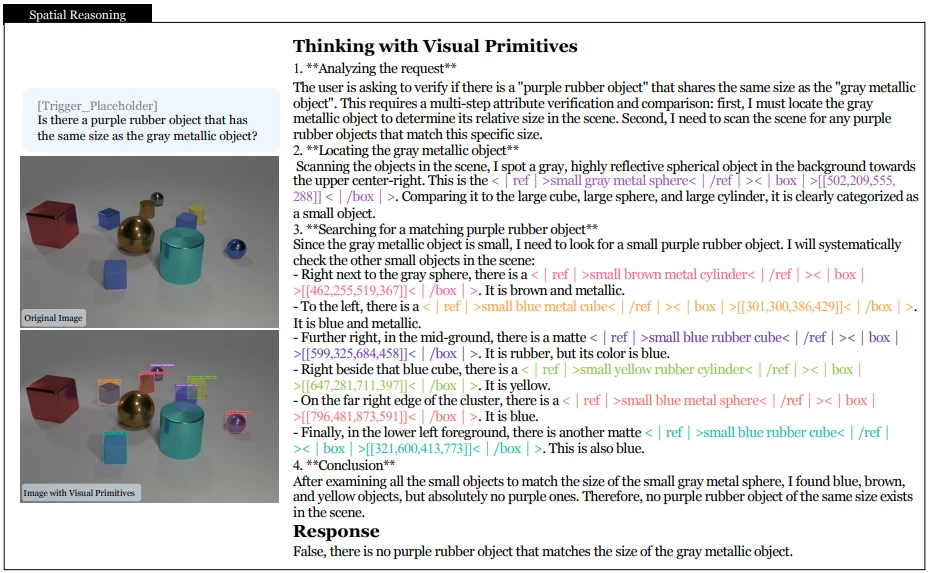 Spatial Reasoning
[Trigger_Placeholder]
Is there a purple rubber object that has
the same size as the gray metallic object?
Original Image
Image with Visual Primitives
Thinking with Visual Primitives
1. **Analyzing the request**
The user is asking to verify if there is a "purple rubber object" that shares the same size as the "gray metallic
object". This requires a multi-step attribute verification and comparison: first, I must locate the gray
metallic object to determine its relative size in the scene. Second, I need to scan the scene for any purple
rubber objects that match this specific size.
2. **Locating the gray metallic object**
Scanning the objects in the scene, I spot a gray, highly reflective spherical object in the background towards
the upper center-right. This is the < | ref | >small gray metal sphere< | /ref | >< | box | >[[502,209,555,
288]] < | /box | >. Comparing it to the large cube, large sphere, and large cylinder, it is clearly categorized as
a small object.
3. **Searching for a matching purple rubber object**
Since the gray metallic object is small, I need to look for a small purple rubber object. I will systematically
check the other small objects in the scene:
- Right next to the gray sphere, there is a < | ref | >small brown metal cylinder< | /ref | >< | box |
>[[462,255,519,367]]< | /box | >. It is brown and metallic.
- To the left, there is a < | ref | >small blue metal cube< | /ref | >< | box | >[[301,300,386,429]]< | /box | >.
It is blue and metallic.
- Further right, in the mid-ground, there is a matte < | ref | >small blue rubber cube< | /ref | >< | box |
>[[599,325,684,458]]< | /box | >. It is rubber, but its color is blue.
- Right beside that blue cube, there is a < | ref | >small yellow rubber cylinder< | /ref | >< | box |
>[[647,281,711,397]]< | /box | >. It is yellow.
- On the far right edge of the cluster, there is a < | ref | >small blue metal sphere< | /ref | >< | box |
>[[796,481,873,591]]< | /box | >. It is blue.
- Finally, in the lower left foreground, there is another matte < | ref | >small blue rubber cube< | /ref |
>< | box | >[[321,600,413,773]]< | /box | >. This is also blue.
4. **Conclusion**
After examining all the small objects to match the size of the small gray metal sphere, I found blue, brown,
and yellow objects, but absolutely no purple ones. Therefore, no purple rubber object of the same size exists
in the scene.
Response
False, there is no purple rubber object that matches the size of the gray metallic object.